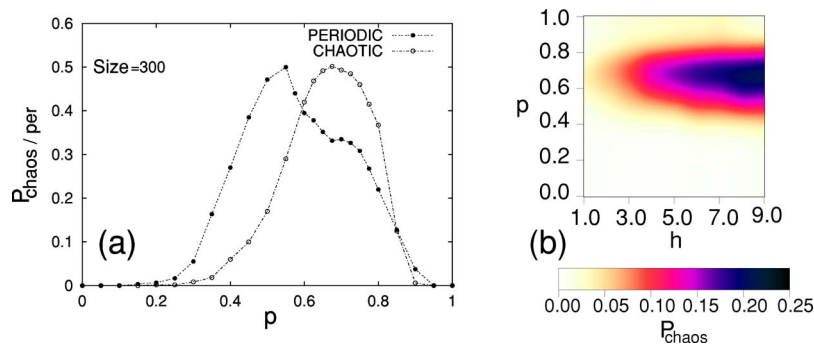 0.6
0.5
0.4
0.3
0.2
0.1
0
P chaos / per
Size=300
PERIODIC
CHAOTIC
(a)
0 0.2 0.4 0.6 0.8 1
p
1.0
0.8
0.6
0.4
0.2
0.0
p
1.0 3.0 5.0 7.0 9.0
h
(b)
0.00 0.05 0.10 0.15 0.20 0.25
P chaos